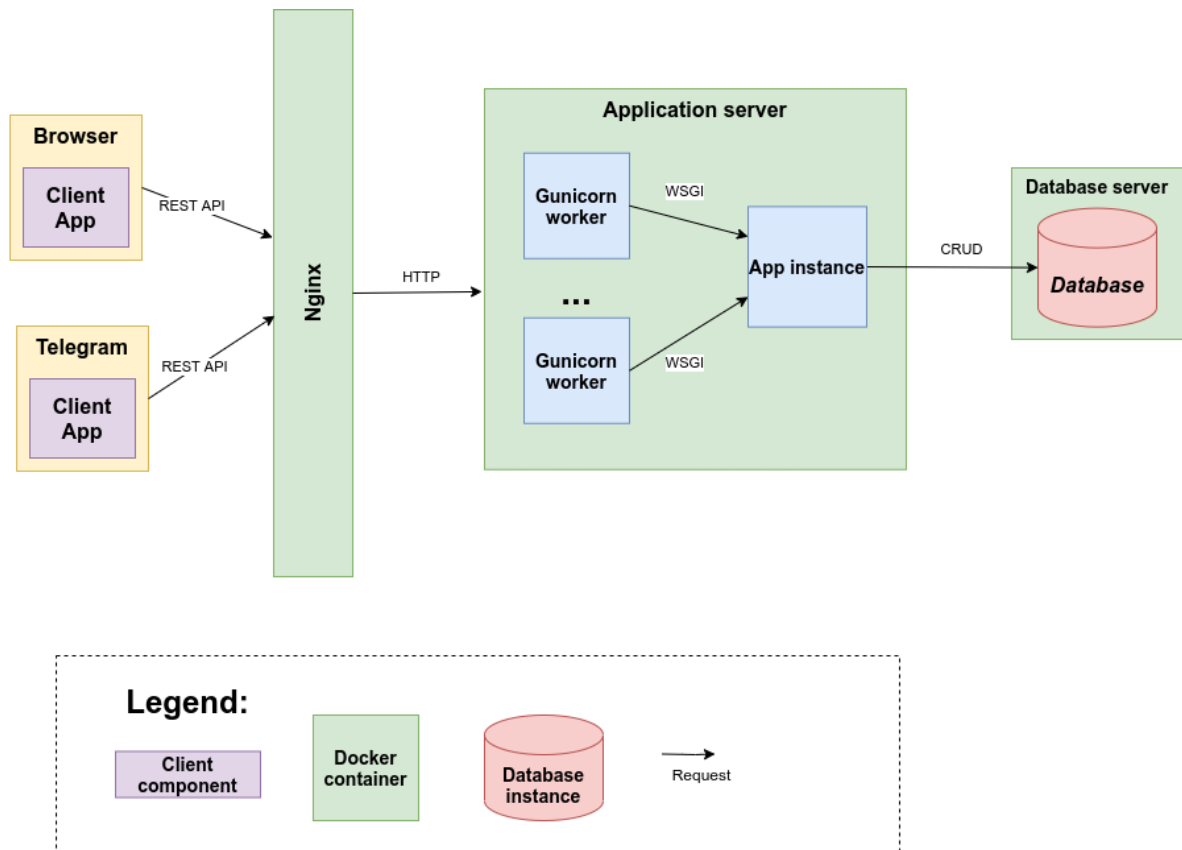 Browser
Client
App
REST API
Telegram
Client
App
REST API
Nginx
HTTP
Application server
Gunicorn
worker
WSGI
...
Gunicorn
worker
WSGI
App instance
CRUD
Database server
Database
Legend:
Client
component
Docker
container
Database
instance
Request